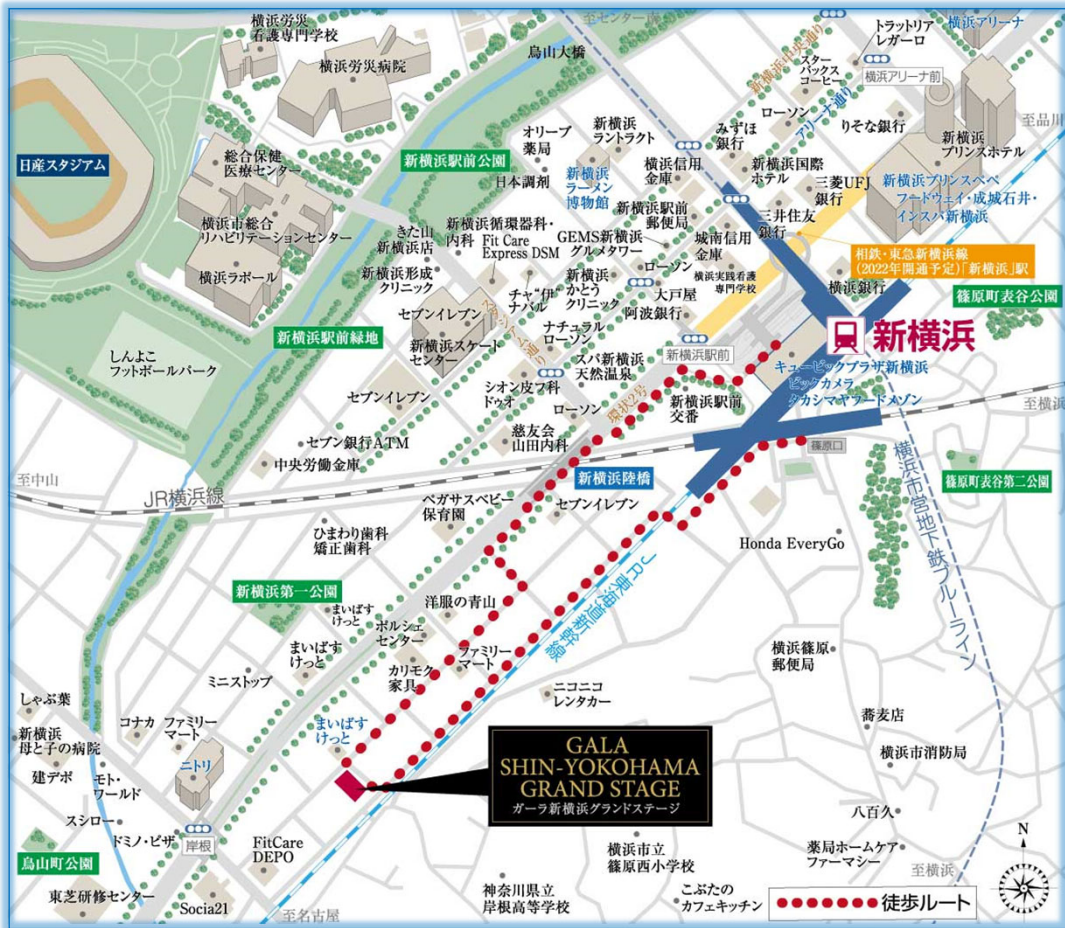 至センター南
横浜労災
看護専門学校
横浜労災病院
鳥山大橋
新横浜中央通り
トラットリア
レガーロ
横浜アリーナ
横浜アリーナ前
スター
バックス
コーヒー
ローソン
アリーナ通り
りそな銀行
至品川
新横浜
プリンスホテル
みずほ
銀行
オリーブ
薬局
新横浜
ラントラクト
日産スタジアム
総合保健
医療センター
新横浜駅前公園
日本調剤
新横浜
ラーメン
博物館
横浜信用
金庫
新横浜国際
ホテル
三菱UFJ
銀行
新横浜プリンスペペ
フードウェイ・成城石井・
インスパ新横浜
横浜市総合
リハビリテーションセンター
きた山
新横浜店
新横浜循環器科・
内科
新横浜駅前
郵便局
三井住友
銀行
Fit Care
Express DSM
GEMS新横浜
グルメタワー
城南信用
金庫
相鉄・東急新横浜線
(2022年開通予定)「新横浜」駅
横浜ラポール
新横浜形成
クリニック
チャ“伊
ナバル
新横浜
かとう
クリニック
ローソン
横浜実践看護
専門学校
横浜銀行
篠原町表谷公園
大戸屋
阿波銀行
セブンイレブン
スタジアム通り
新横浜
新横浜駅前緑地
新横浜スケート
センター
ナチュラル
ローソン
新横浜駅前
しんよこ
フットボールパーク
スパ新横浜
天然温泉
キュービックプラザ新横浜
ビックカメラ
タカシマヤフードメゾン
シオン皮フ科
ドゥオ
環状2号
新横浜駅前
交番
セブンイレブン
ローソン
至横浜
慈友会
山田内科
篠原口
セブン銀行ATM
中央労働金庫
至中山
新横浜陸橋
横浜市営地下鉄ブルーライン
篠原町表谷第二公園
JR横浜線
ペガサスベビー
保育園
セブンイレブン
ひまわり歯科
矯正歯科
Honda EveryGo
JR東海道新幹線
新横浜第一公園
洋服の青山
まいばす
けっと
ポルシェ
センター
まいばす
けっと
ファミリー
マート
カリモク
家具
横浜篠原
郵便局
ミニストップ
ニコニコ
レンタカー
しゃぶ葉
コナカ
ファミリー
マート
まいばす
けっと
蕎麦店
新横浜
母と子の病院
GALA
SHIN-YOKOHAMA
GRAND STAGE
ガーラ新横浜グランドステージ
横浜市消防局
ニトリ
建デポ
モト・
ワールド
スシロー
八百久
ドミノ・ピザ
岸根
FitCare
DEPO
横浜市立
篠原西小学校
薬局ホームケア
ファーマシー
N
鳥山町公園
至横浜
東芝研修センター
神奈川県立
岸根高等学校
こぶたの
カフェキッチン
Socia21
至名古屋
徒歩ルート